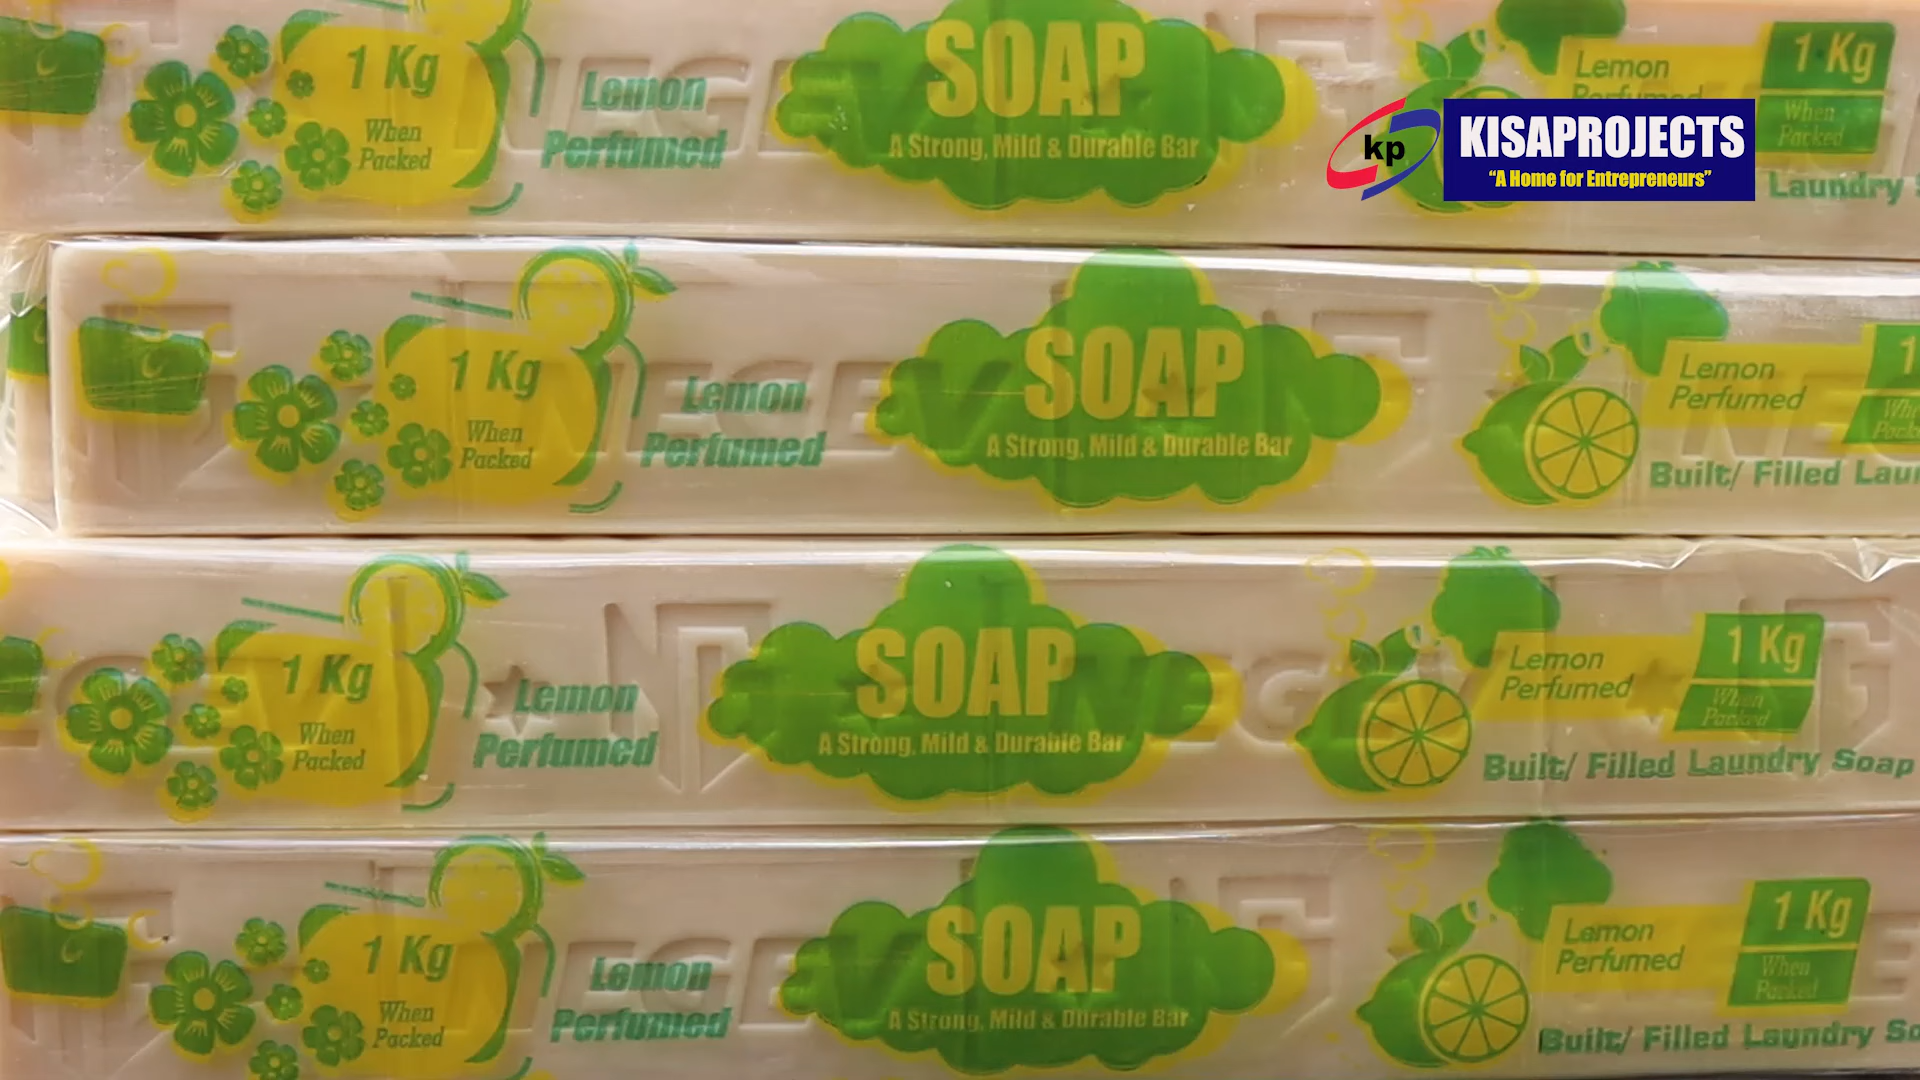 1 Kg
When
Packed
Lemon
Perfumed
SOAP
A Strong, Mild & Durable Bar
Lemon
Perfumed
1 Kg
When
Packed
Laundry
kp
KISAPROJECTS
“A Home for Entrepreneurs”
NEGEV
1 Kg
When
Packed
Lemon
Perfumed
SOAP
A Strong, Mild & Durable Bar
Lemon
Perfumed
Built/ Filled
NEGEV
1 Kg
When
Packed
Lemon
Perfumed
SOAP
A Strong, Mild & Durable Bar
Lemon
Perfumed
1 Kg
When
Packed
Built/ Filled Laundry Soap
1 Kg
When
Packed
Lemon
Perfumed
SOAP
A Strong, Mild & Durable Bar
Lemon
Perfumed
1 Kg
When
Packed
Built/ Filled Laundry
NEGEV